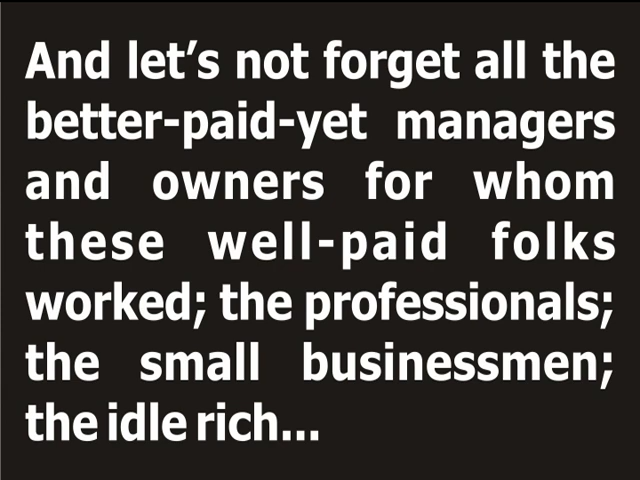 And let’s not forget all the
better-paid-yet managers
and owners for whom
these well-paid folks
worked; the professionals;
the small businessmen;
the idle rich...